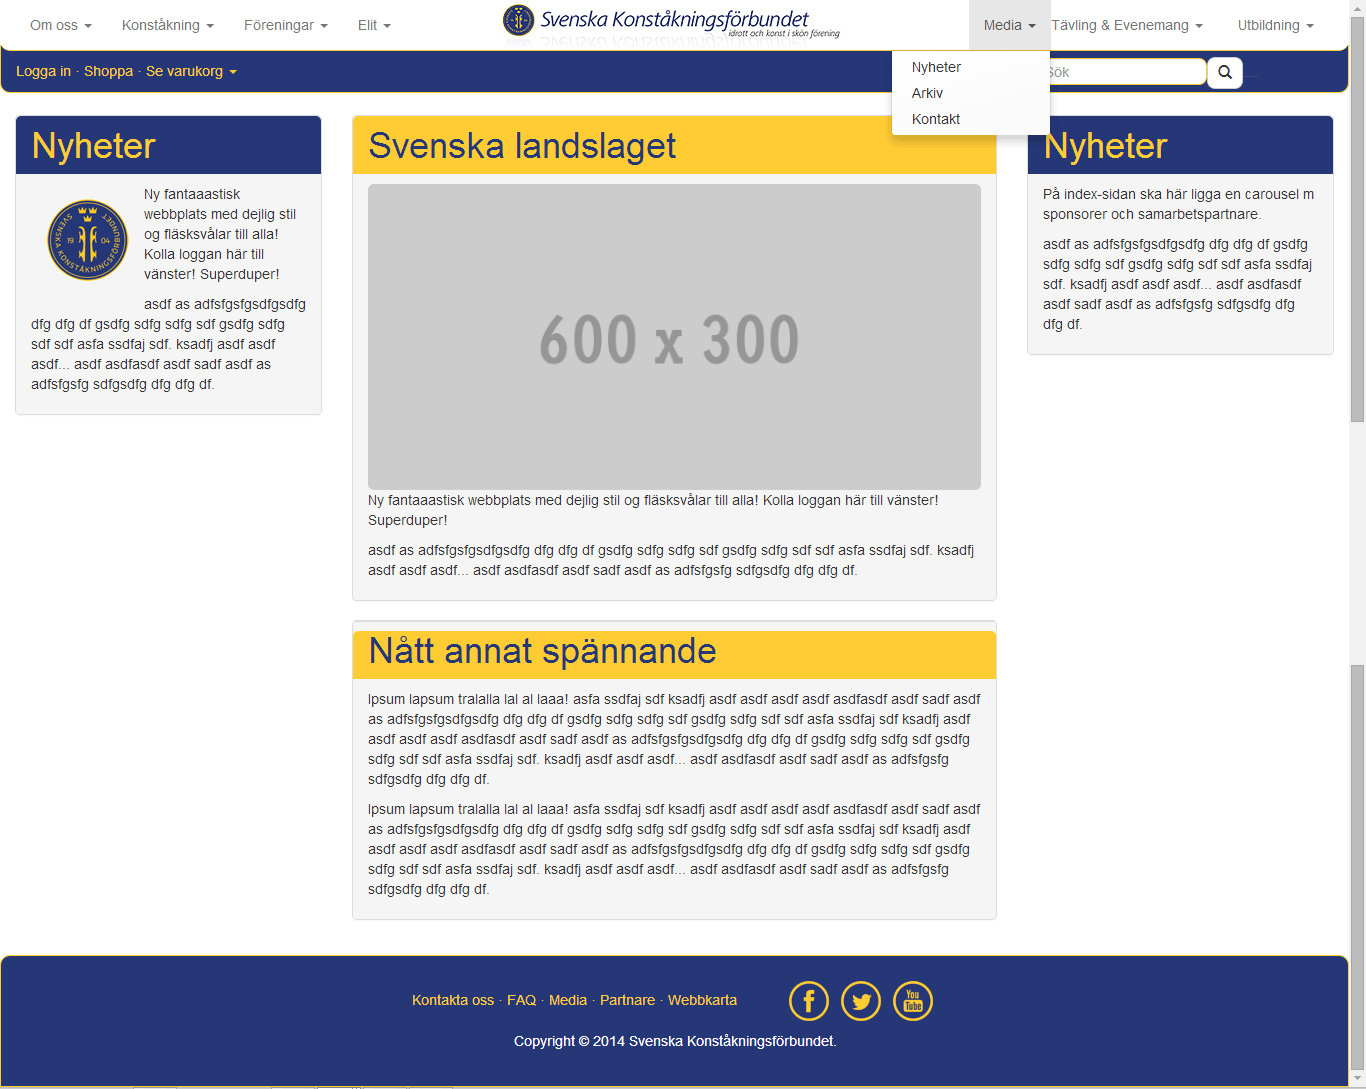 Om oss Konståkning Föreningar Elit
Svenska Konståkningsförbundet
idrott och konst i skön förening
Media Tävling & Evenemang Utbildning
Logga in · Shoppa · Se varukorg
Nyheter
Arkiv
Kontakt
Sök
Nyheter
SVENSKA KONSTÅKNINGSFÖRBUNDET
19 04
Ny fantaaastisk
webbplats med dejlig stil
og fläsksvålar till alla!
Kolla loggan här till
vänster! Superduper!
asdf as adfsfgsfgsdfgsdfg
dfg dfg df gsdfg sdfg sdfg sdf gsdfg sdfg
sdf sdf asfa ssdfaj sdf. ksadfj asdf asdf
asdf... asdf asdfasdf asdf sadf asdf as
adfsfgsfg sdfgsdfg dfg dfg df.
Svenska landslaget
600 x 300
Ny fantaaastisk webbplats med dejlig stil og fläsksvålar till alla! Kolla loggan här till vänster!
Superduper!
asdf as adfsfgsfgsdfgsdfg dfg dfg df gsdfg sdfg sdfg sdf gsdfg sdfg sdf sdf asfa ssdfaj sdf. ksadfj
asdf asdf asdf... asdf asdfasdf asdf sadf asdf as adfsfgsfg sdfgsdfg dfg dfg df.
Nått annat spännande
Ipsum lapsum tralalla lal al laaa! asfa ssdfaj sdf ksadfj asdf asdf asdf asdf asdfasdf asdf sadf asdf
as adfsfgsfgsdfgsdfg dfg dfg df gsdfg sdfg sdfg sdf gsdfg sdfg sdf sdf asfa ssdfaj sdf ksadfj asdf
asdf asdf asdf asdfasdf asdf sadf asdf as adfsfgsfgsdfgsdfg dfg dfg df gsdfg sdfg sdfg sdf gsdfg
sdfg sdf sdf asfa ssdfaj sdf. ksadfj asdf asdf asdf... asdf asdfasdf asdf sadf asdf as adfsfgsfg
sdfgsdfg dfg dfg df.
Ipsum lapsum tralalla lal al laaa! asfa ssdfaj sdf ksadfj asdf asdf asdf asdf asdfasdf asdf sadf asdf
as adfsfgsfgsdfgsdfg dfg dfg df gsdfg sdfg sdfg sdf gsdfg sdfg sdf sdf asfa ssdfaj sdf ksadfj asdf
asdf asdf asdf asdfasdf asdf sadf asdf as adfsfgsfgsdfgsdfg dfg dfg df gsdfg sdfg sdfg sdf gsdfg
sdfg sdf sdf asfa ssdfaj sdf. ksadfj asdf asdf asdf... asdf asdfasdf asdf sadf asdf as adfsfgsfg
sdfgsdfg dfg dfg df.
Nyheter
På index-sidan ska här ligga en carousel m
sponsorer och samarbetspartnare.
asdf as adfsfgsfgsdfgsdfg dfg dfg df gsdfg
sdfg sdfg sdf gsdfg sdfg sdf sdf asfa ssdfaj
sdf. ksadfj asdf asdf asdf... asdf asdfasdf
asdf sadf asdf as adfsfgsfg sdfgsdfg dfg
dfg df.
Kontakta oss · FAQ · Media · Partnare · Webbkarta
You
Tube
Copyright © 2014 Svenska Konståkningsförbundet.